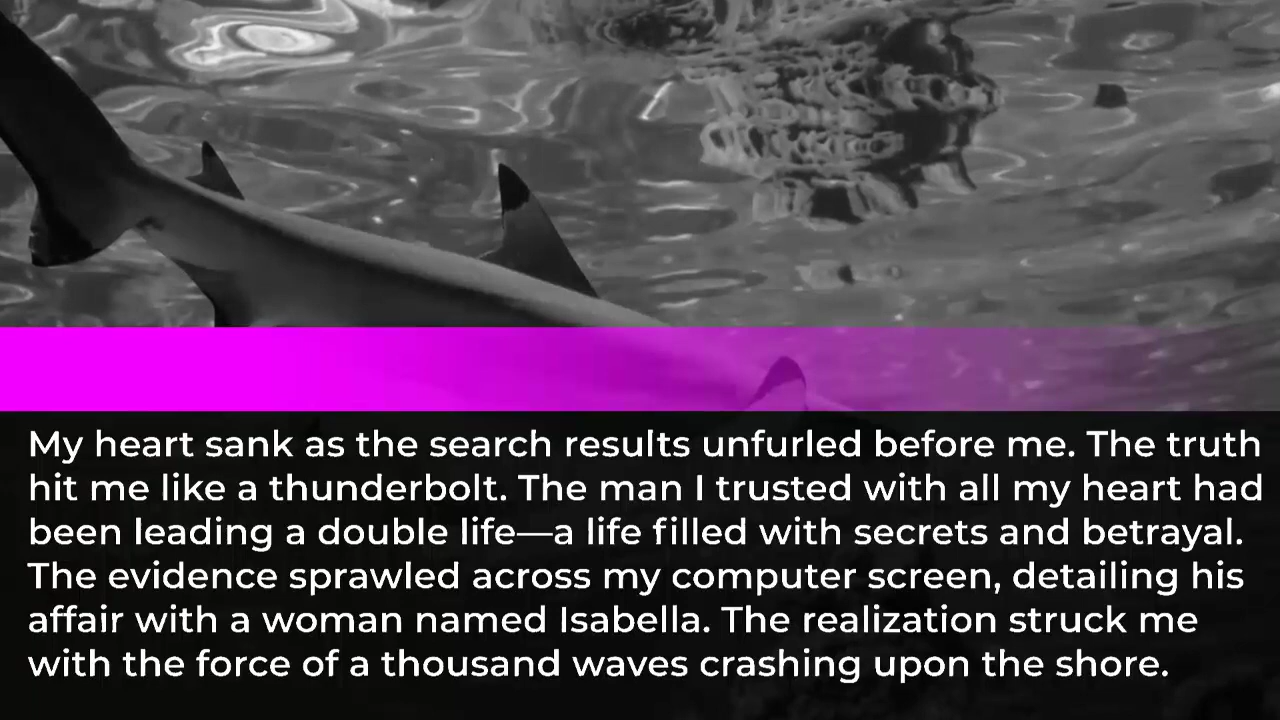 My heart sank as the search results unfurled before me. The truth
hit me like a thunderbolt. The man I trusted with all my heart had
been leading a double life—a life filled with secrets and betrayal.
The evidence sprawled across my computer screen, detailing his
affair with a woman named Isabella. The realization struck me
with the force of a thousand waves crashing upon the shore.